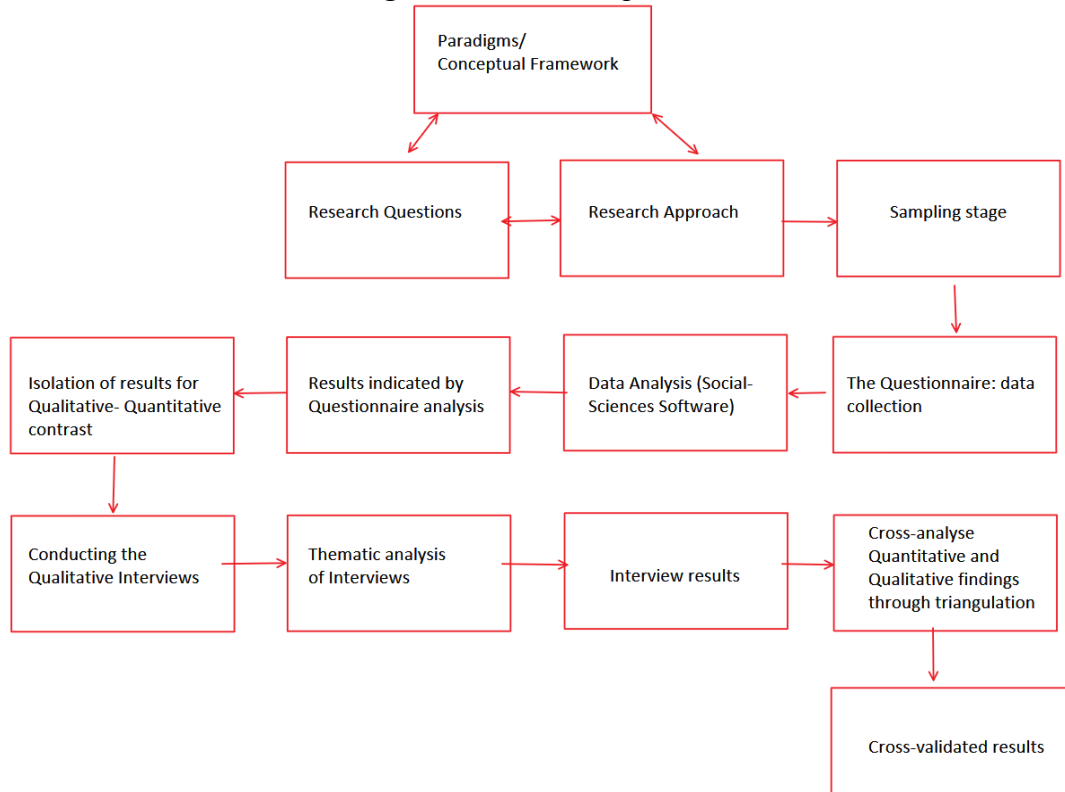 Paradigms/
Conceptual Framework
Research Questions
Research Approach
Sampling stage
Isolation of results for
Qualitative- Quantitative
contrast
Results indicated by
Questionnaire analysis
Data Analysis (Social-
Sciences Software)
The Questionnaire: data
collection
Conducting the
Qualitative Interviews
Thematic analysis
of Interviews
Interview results
Cross-analyse
Quantitative and
Qualitative findings
through triangulation
Cross-validated results